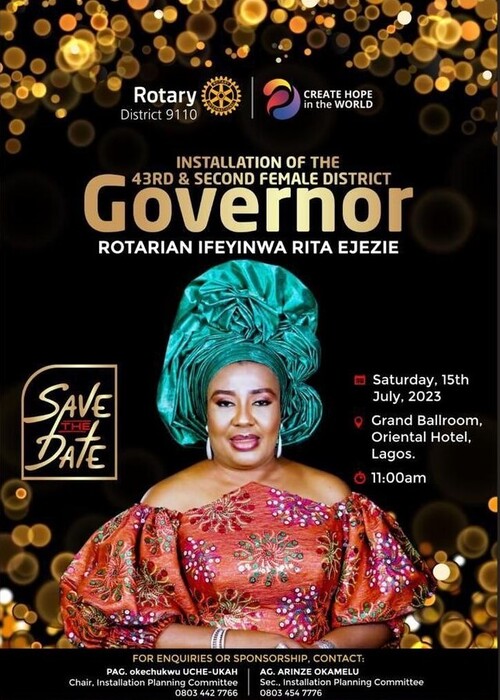 Rotary
District 9110
CREATE HOPE
in the WORLD
INSTALLATION OF THE
43RD & SECOND FEMALE DISTRICT
Governor
ROTARIAN IFEYINWA RITA EJEZIE
SAVE
THE
DATE
Saturday, 15th
July, 2023
Grand Ballroom,
Oriental Hotel,
Lagos.
11:00am
FOR ENQUIRIES OR SPONSORSHIP, CONTACT:
PAG. okechukwu UCHE-UKAH
Chair, Installation Planning Committee
0803 442 7766
AG. ARINZE OKAMELU
Sec., Installation Planning Committee
0803 454 7776